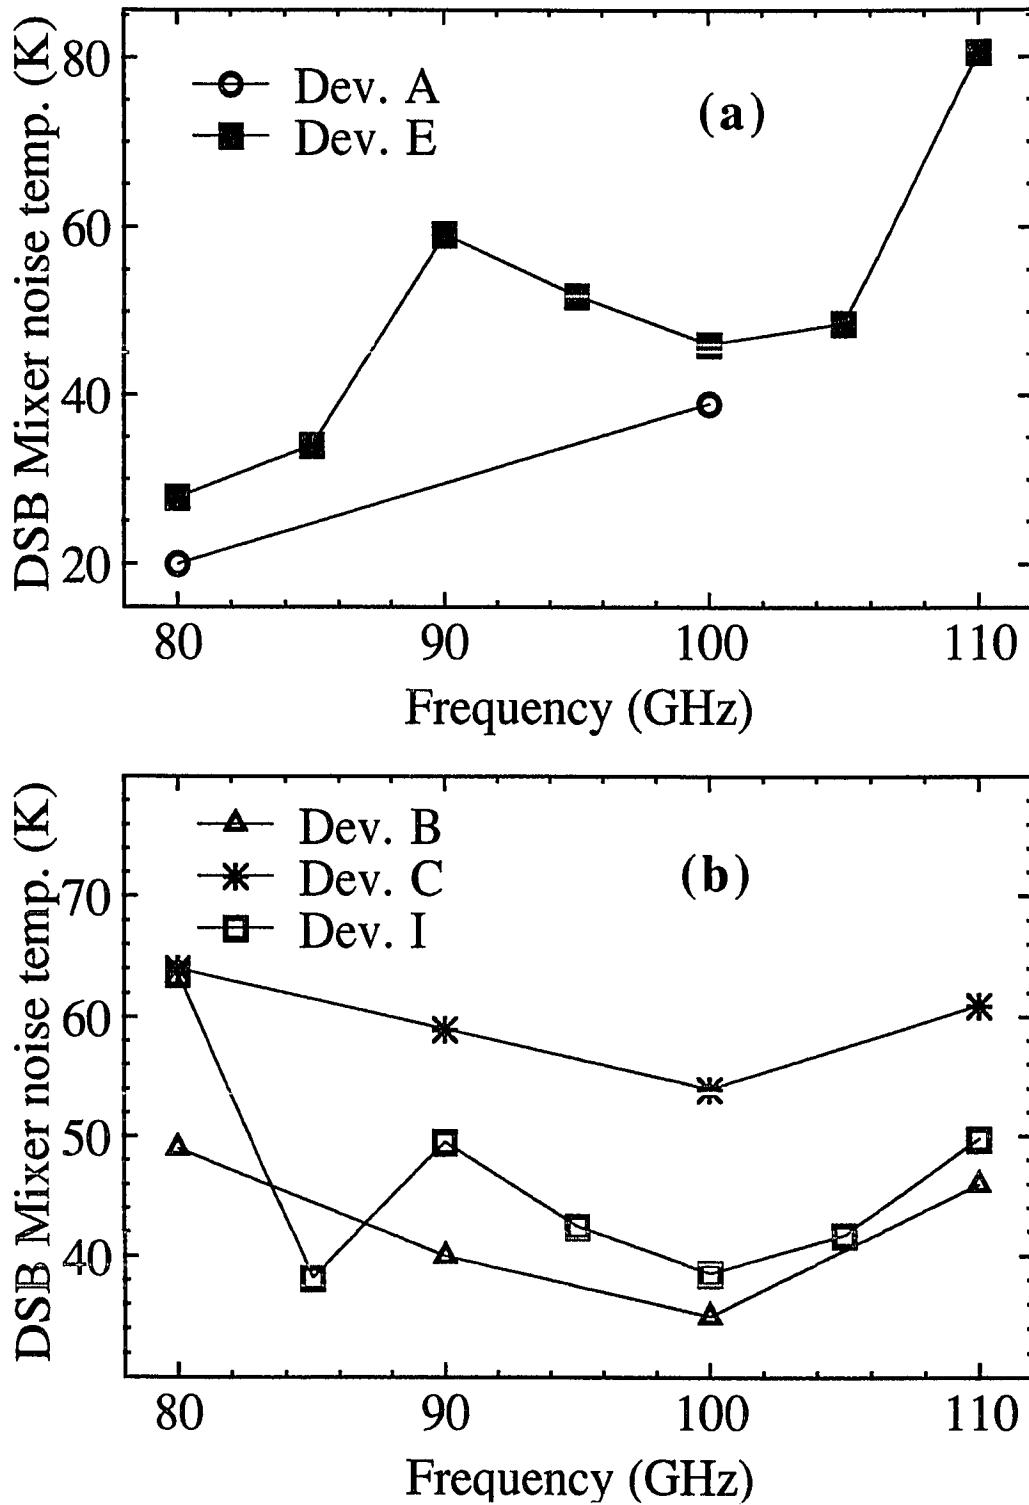 DSB Mixer noise temp. (K)
80
60
40
20
Dev. A
Dev. E
(a)
80 90 100 110
Frequency (GHz)
DSB Mixer noise temp. (K)
70
60
50
40
Dev. B
Dev. C
Dev. I
(b)
80 90 100 110
Frequency (GHz)